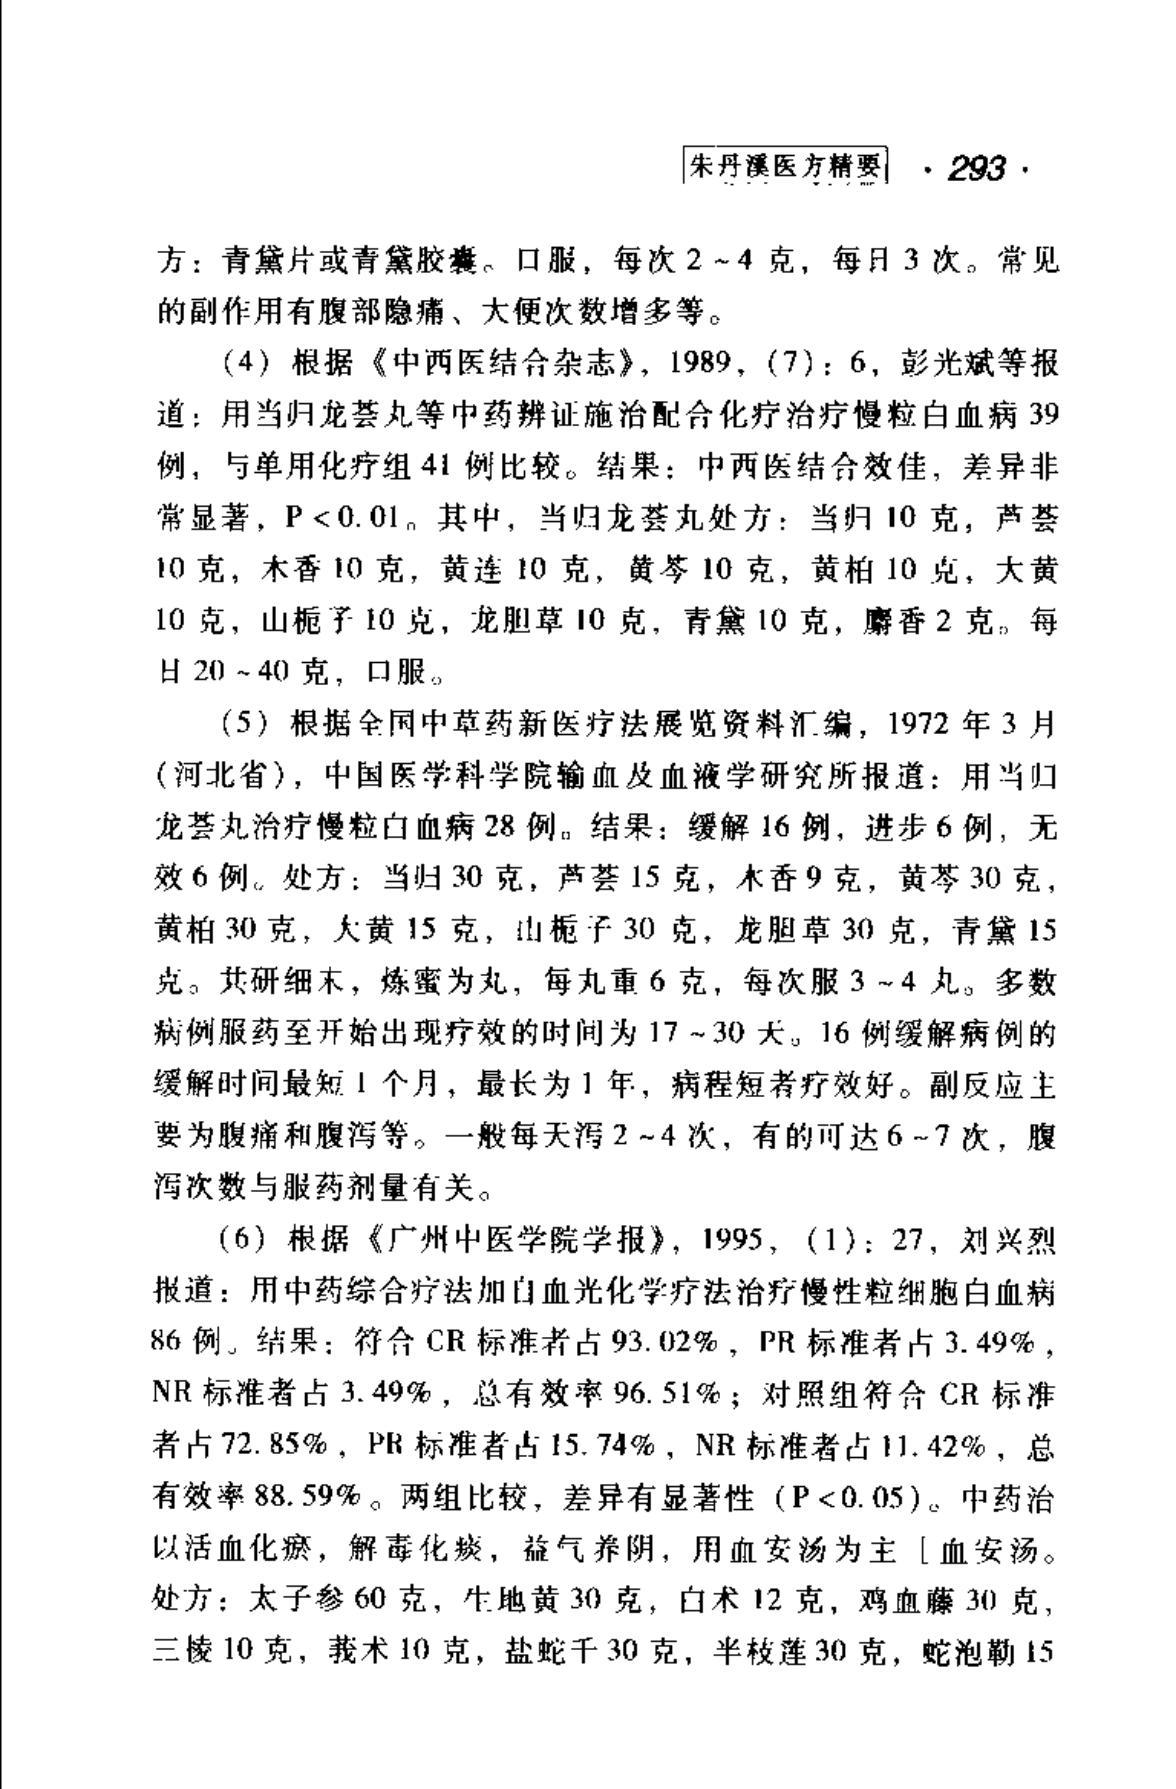 朱丹溪医方精要 · 293 ·
方：青黛片或青黛胶囊。口服，每次 2 ~ 4 克，每日 3 次。常见
的副作用有腹部隐痛、大便次数增多等。
(4) 根据《中西医结合杂志》，1989，(7)：6，彭光斌等报
道：用当归龙荟丸等中药辨证施治配合化疗治疗慢粒白血病 39
例，与单用化疗组 41 例比较。结果：中西医结合效佳，差异非
常显著，P < 0.01。其中，当归龙荟丸处方：当归 10 克，芦荟
10 克，木香 10 克，黄连 10 克，黄芩 10 克，黄柏 10 克，大黄
10 克，山栀子 10 克，龙胆草 10 克，青黛 10 克，麝香 2 克。每
日 20 ~ 40 克，口服。
(5) 根据全国中草药新医疗法展览资料汇编，1972 年 3 月
(河北省)，中国医学科学院输血及血液学研究所报道：用当归
龙荟丸治疗慢粒白血病 28 例。结果：缓解 16 例，进步 6 例，无
效 6 例。处方：当归 30 克，芦荟 15 克，木香 9 克，黄芩 30 克，
黄柏 30 克，大黄 15 克，山栀子 30 克，龙胆草 30 克，青黛 15
克。共研细末，炼蜜为丸，每丸重 6 克，每次服 3 ~ 4 丸。多数
病例服药至开始出现疗效的时间为 17 ~ 30 天。16 例缓解病例的
缓解时间最短 1 个月，最长为 1 年，病程短者疗效好。副反应主
要为腹痛和腹泻等。一般每天泻 2 ~ 4 次，有的可达 6 ~ 7 次，腹
泻次数与服药剂量有关。
(6) 根据《广州中医学院学报》，1995，(1)：27，刘兴烈
报道：用中药综合疗法加自血光化学疗法治疗慢性粒细胞白血病
86 例。结果：符合 CR 标准者占 93.02%，PR 标准者占 3.49%，
NR 标准者占 3.49%，总有效率 96.51%；对照组符合 CR 标准
者占 72.85%，PR 标准者占 15.74%，NR 标准者占 11.42%，总
有效率 88.59%。两组比较，差异有显著性 (P < 0.05)。中药治
以活血化瘀，解毒化痰，益气养阴，用血安汤为主［血安汤。
处方：太子参 60 克，生地黄 30 克，白术 12 克，鸡血藤 30 克，
三棱 10 克，莪术 10 克，盐蛇干 30 克，半枝莲 30 克，蛇泡勒 15